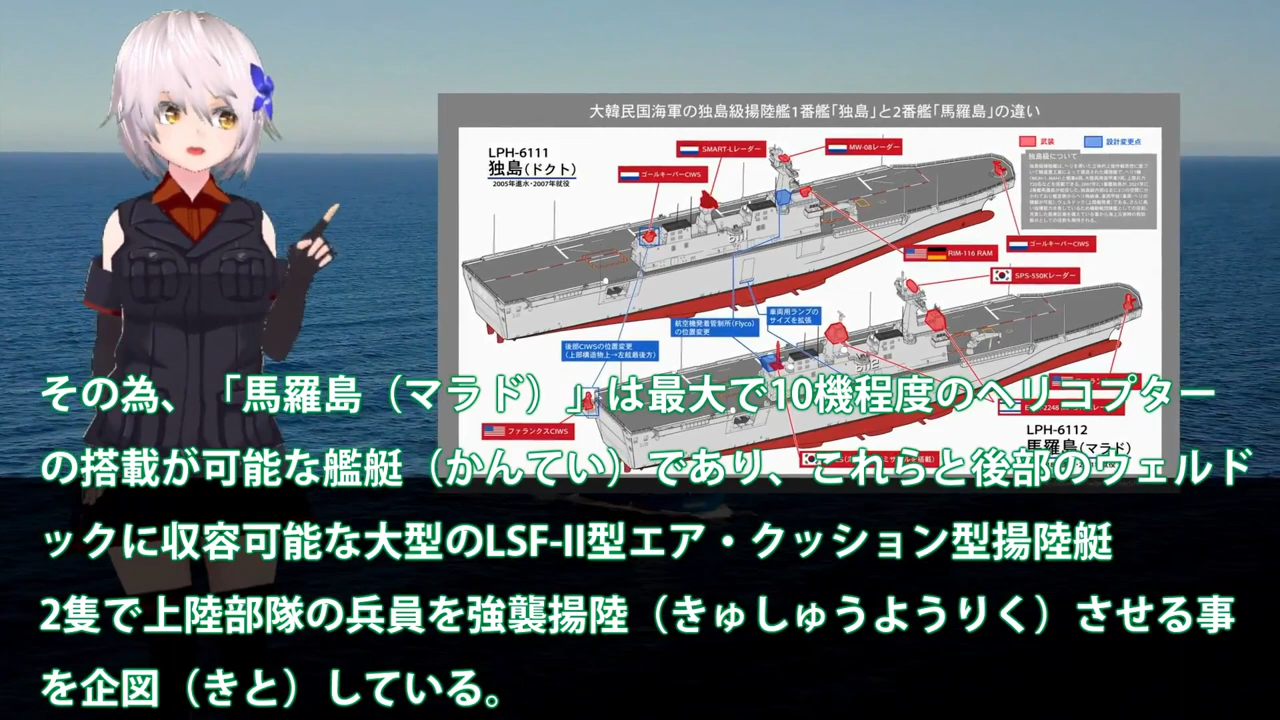 大韓民国海軍の独島級揚陸艦1番艦「独島」と2番艦「馬羅島」の違い
LPH-6111
独島(ドクト)
2005年進水・2007年就役
SMART-Lレーダー
MW-08レーダー
ゴールキーパーCIWS
武装
設計変更点
独島級について
RIM-116 RAM
ゴールキーパーCIWS
SPS-550Kレーダー
航空機発着管制所(Flyco)
の位置変更
車両用ランプの
サイズを拡張
後部CIWSの位置変更
(上部構造物上→左舷最後方)
ファランクスCIWS
LPH-6112
馬羅島(マラド)
その為、「馬羅島（マラド）」は最大で10機程度のヘリコプター
の搭載が可能な艦艇（かんてい）であり、これらと後部のウェルド
ックに収容可能な大型のLSF-II型エア・クッション型揚陸艇
2隻で上陸部隊の兵員を強襲揚陸（きゅしゅうようりく）させる事
を企図（きと）している。